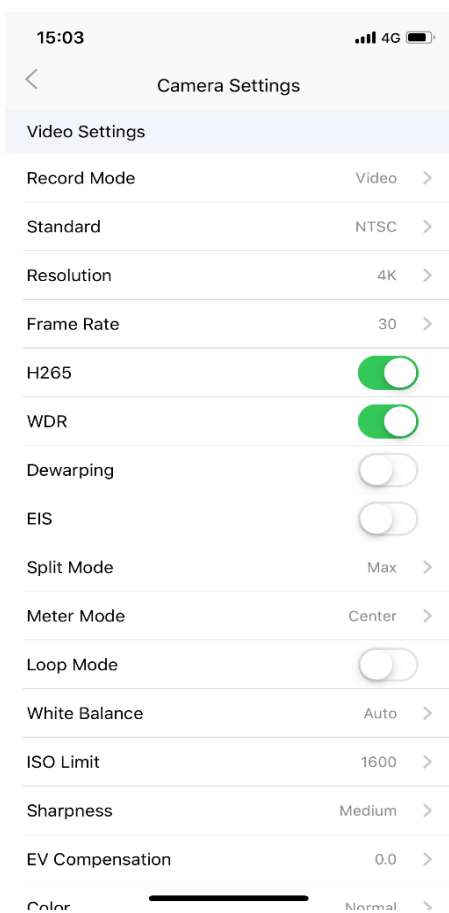 15:03 4G
Camera Settings
Video Settings
Record Mode Video
Standard NTSC
Resolution 4K
Frame Rate 30
H265
WDR
Dewarping
EIS
Split Mode Max
Meter Mode Center
Loop Mode
White Balance Auto
ISO Limit 1600
Sharpness Medium
EV Compensation 0.0
Color Normal